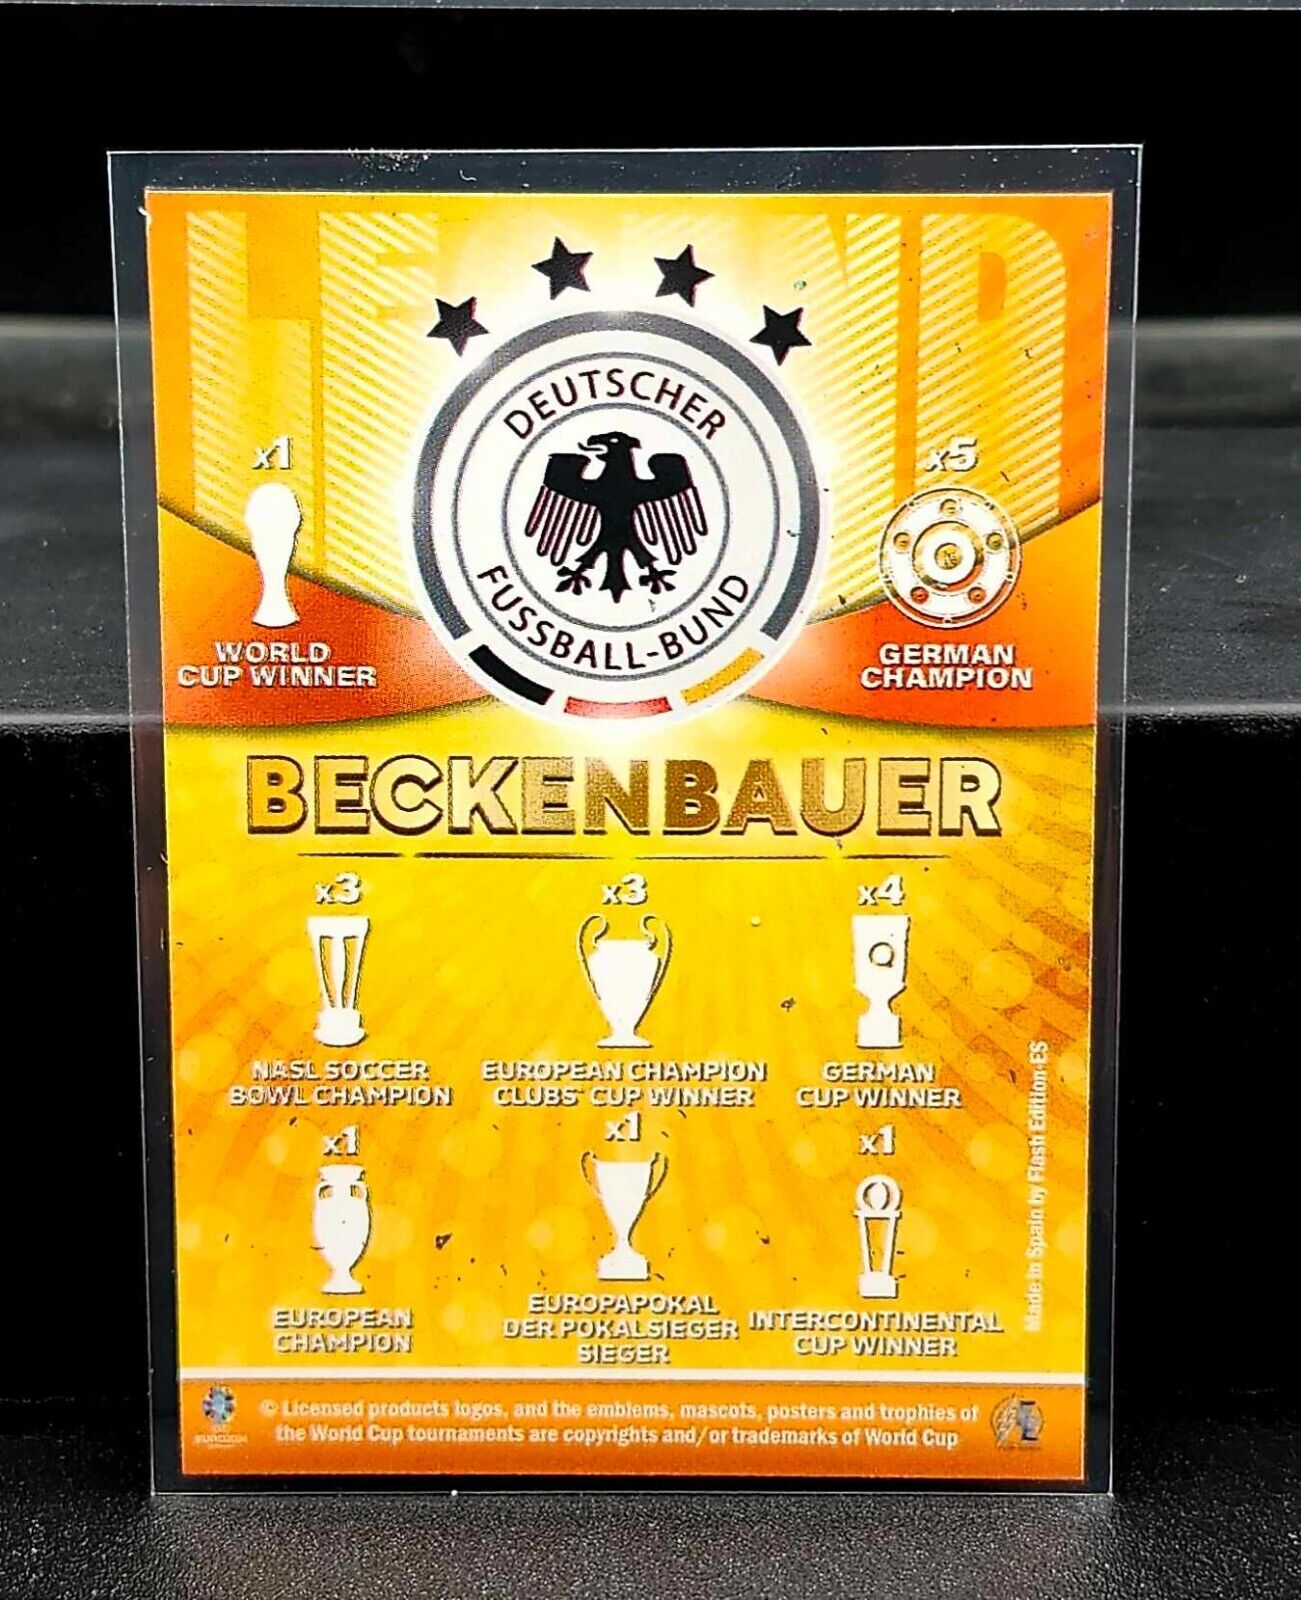 LEGEND
DEUTSCHER
FUSSBALL-BUND
x1
WORLD
CUP WINNER
x5
GERMAN
CHAMPION
BECKENBAUER
x3
NASL SOCCER
BOWL CHAMPION
x3
EUROPEAN CHAMPION
CLUBS' CUP WINNER
x4
GERMAN
CUP WINNER
x1
EUROPEAN
CHAMPION
x1
EUROPAPOKAL
DER POKALSIEGER
SIEGER
x1
INTERCONTINENTAL
CUP WINNER
Made in Spain by Flash Edition-ES
© Licensed products logos, and the emblems, mascots, posters and trophies of
the World Cup tournaments are copyrights and/or trademarks of World Cup